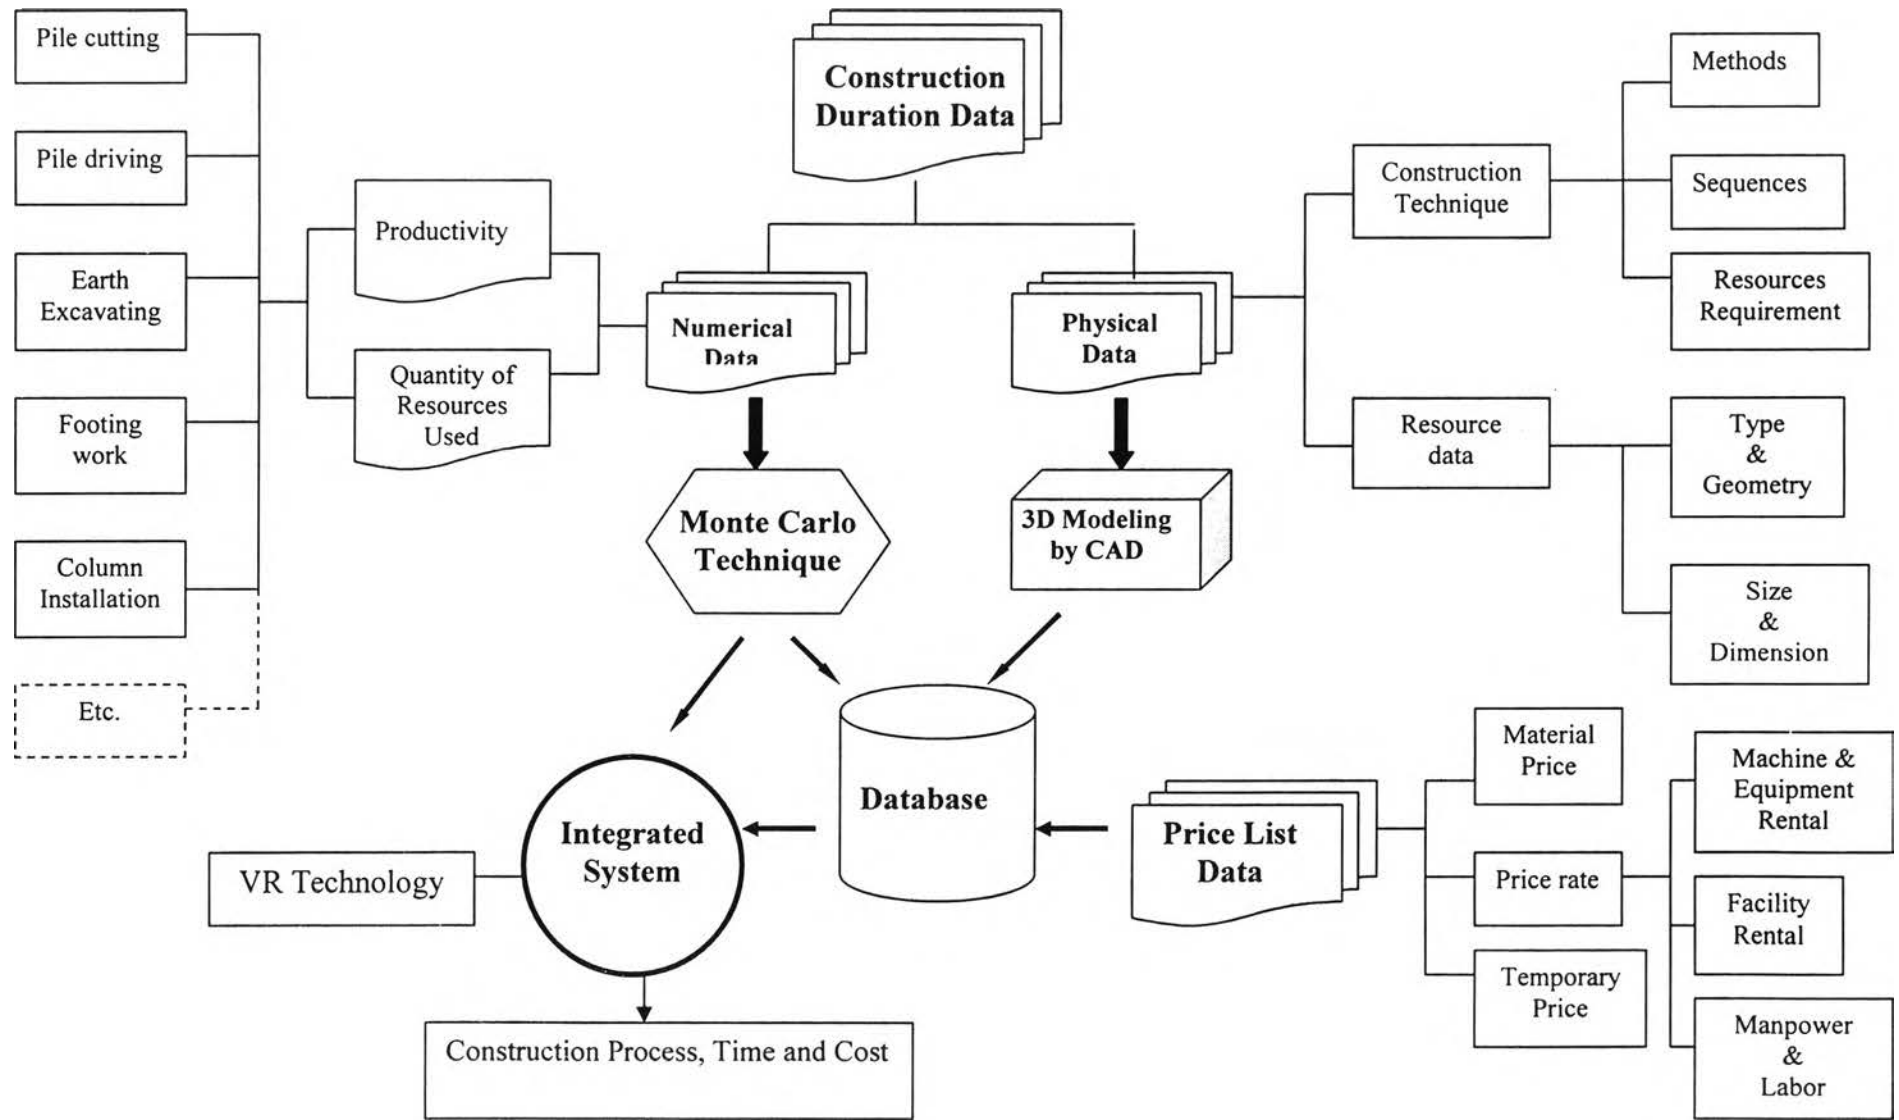 Pile cutting
Pile driving
Earth
Excavating
Footing
work
Column
Installation
Etc.
Productivity
Quantity of
Resources
Used
Construction
Duration Data
Numerical
Data
Physical
Data
Monte Carlo
Technique
3D Modeling
by CAD
Database
Integrated
System
VR Technology
Construction Process, Time and Cost
Construction
Technique
Methods
Sequences
Resources
Requirement
Resource
data
Type
&
Geometry
Size
&
Dimension
Price List
Data
Material
Price
Price rate
Temporary
Price
Machine &
Equipment
Rental
Facility
Rental
Manpower
&
Labor